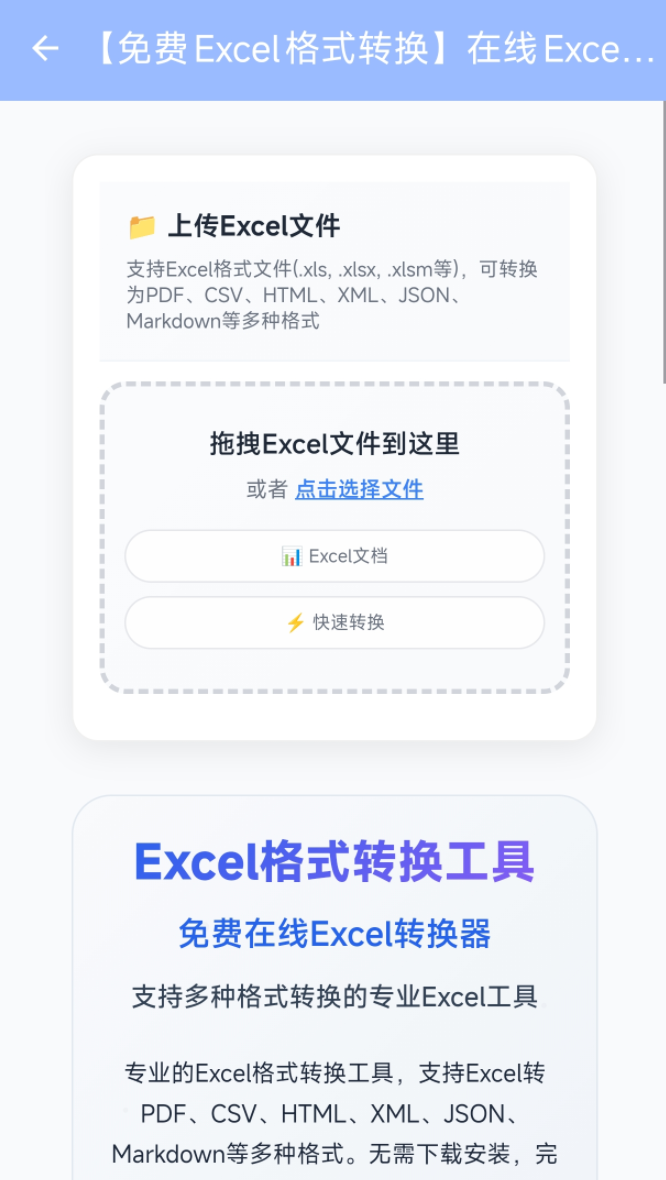 【免费Excel格式转换】在线Exce...
上传Excel文件
支持Excel格式文件(.xls, .xlsx, .xlsm等)，可转换
为PDF、CSV、HTML、XML、JSON、
Markdown等多种格式
拖拽Excel文件到这里
或者 点击选择文件
Excel文档
快速转换
Excel格式转换工具
免费在线Excel转换器
支持多种格式转换的专业Excel工具
专业的Excel格式转换工具，支持Excel转
PDF、CSV、HTML、XML、JSON、
Markdown等多种格式。无需下载安装，完